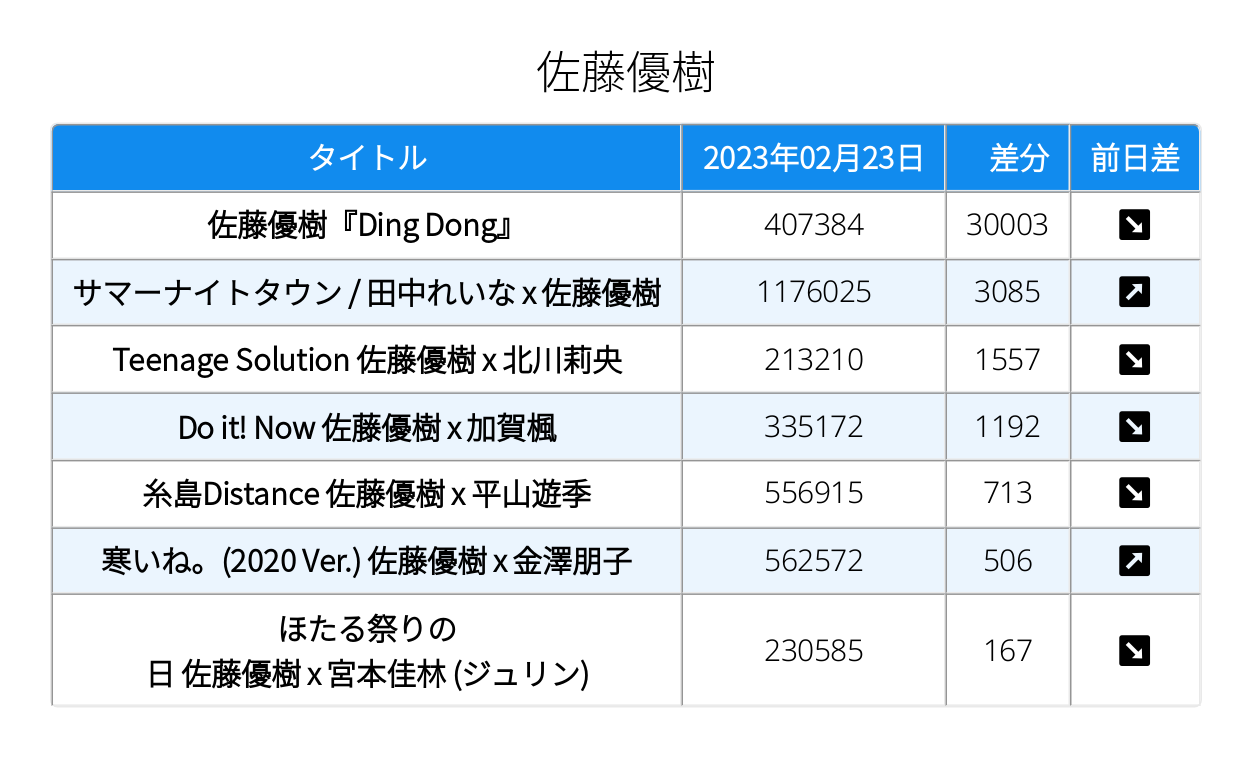 佐藤優樹
タイトル 2023年02月23日 差分 前日差
佐藤優樹『Ding Dong』 407384 30003 ↘
サマーナイトタウン / 田中れいな x 佐藤優樹 1176025 3085 ↗
Teenage Solution 佐藤優樹 x 北川莉央 213210 1557 ↘
Do it! Now 佐藤優樹 x 加賀楓 335172 1192 ↘
糸島Distance 佐藤優樹 x 平山遊季 556915 713 ↘
寒いね。(2020 Ver.) 佐藤優樹 x 金澤朋子 562572 506 ↗
ほたる祭りの
日 佐藤優樹 x 宮本佳林 (ジュリン) 230585 167 ↘